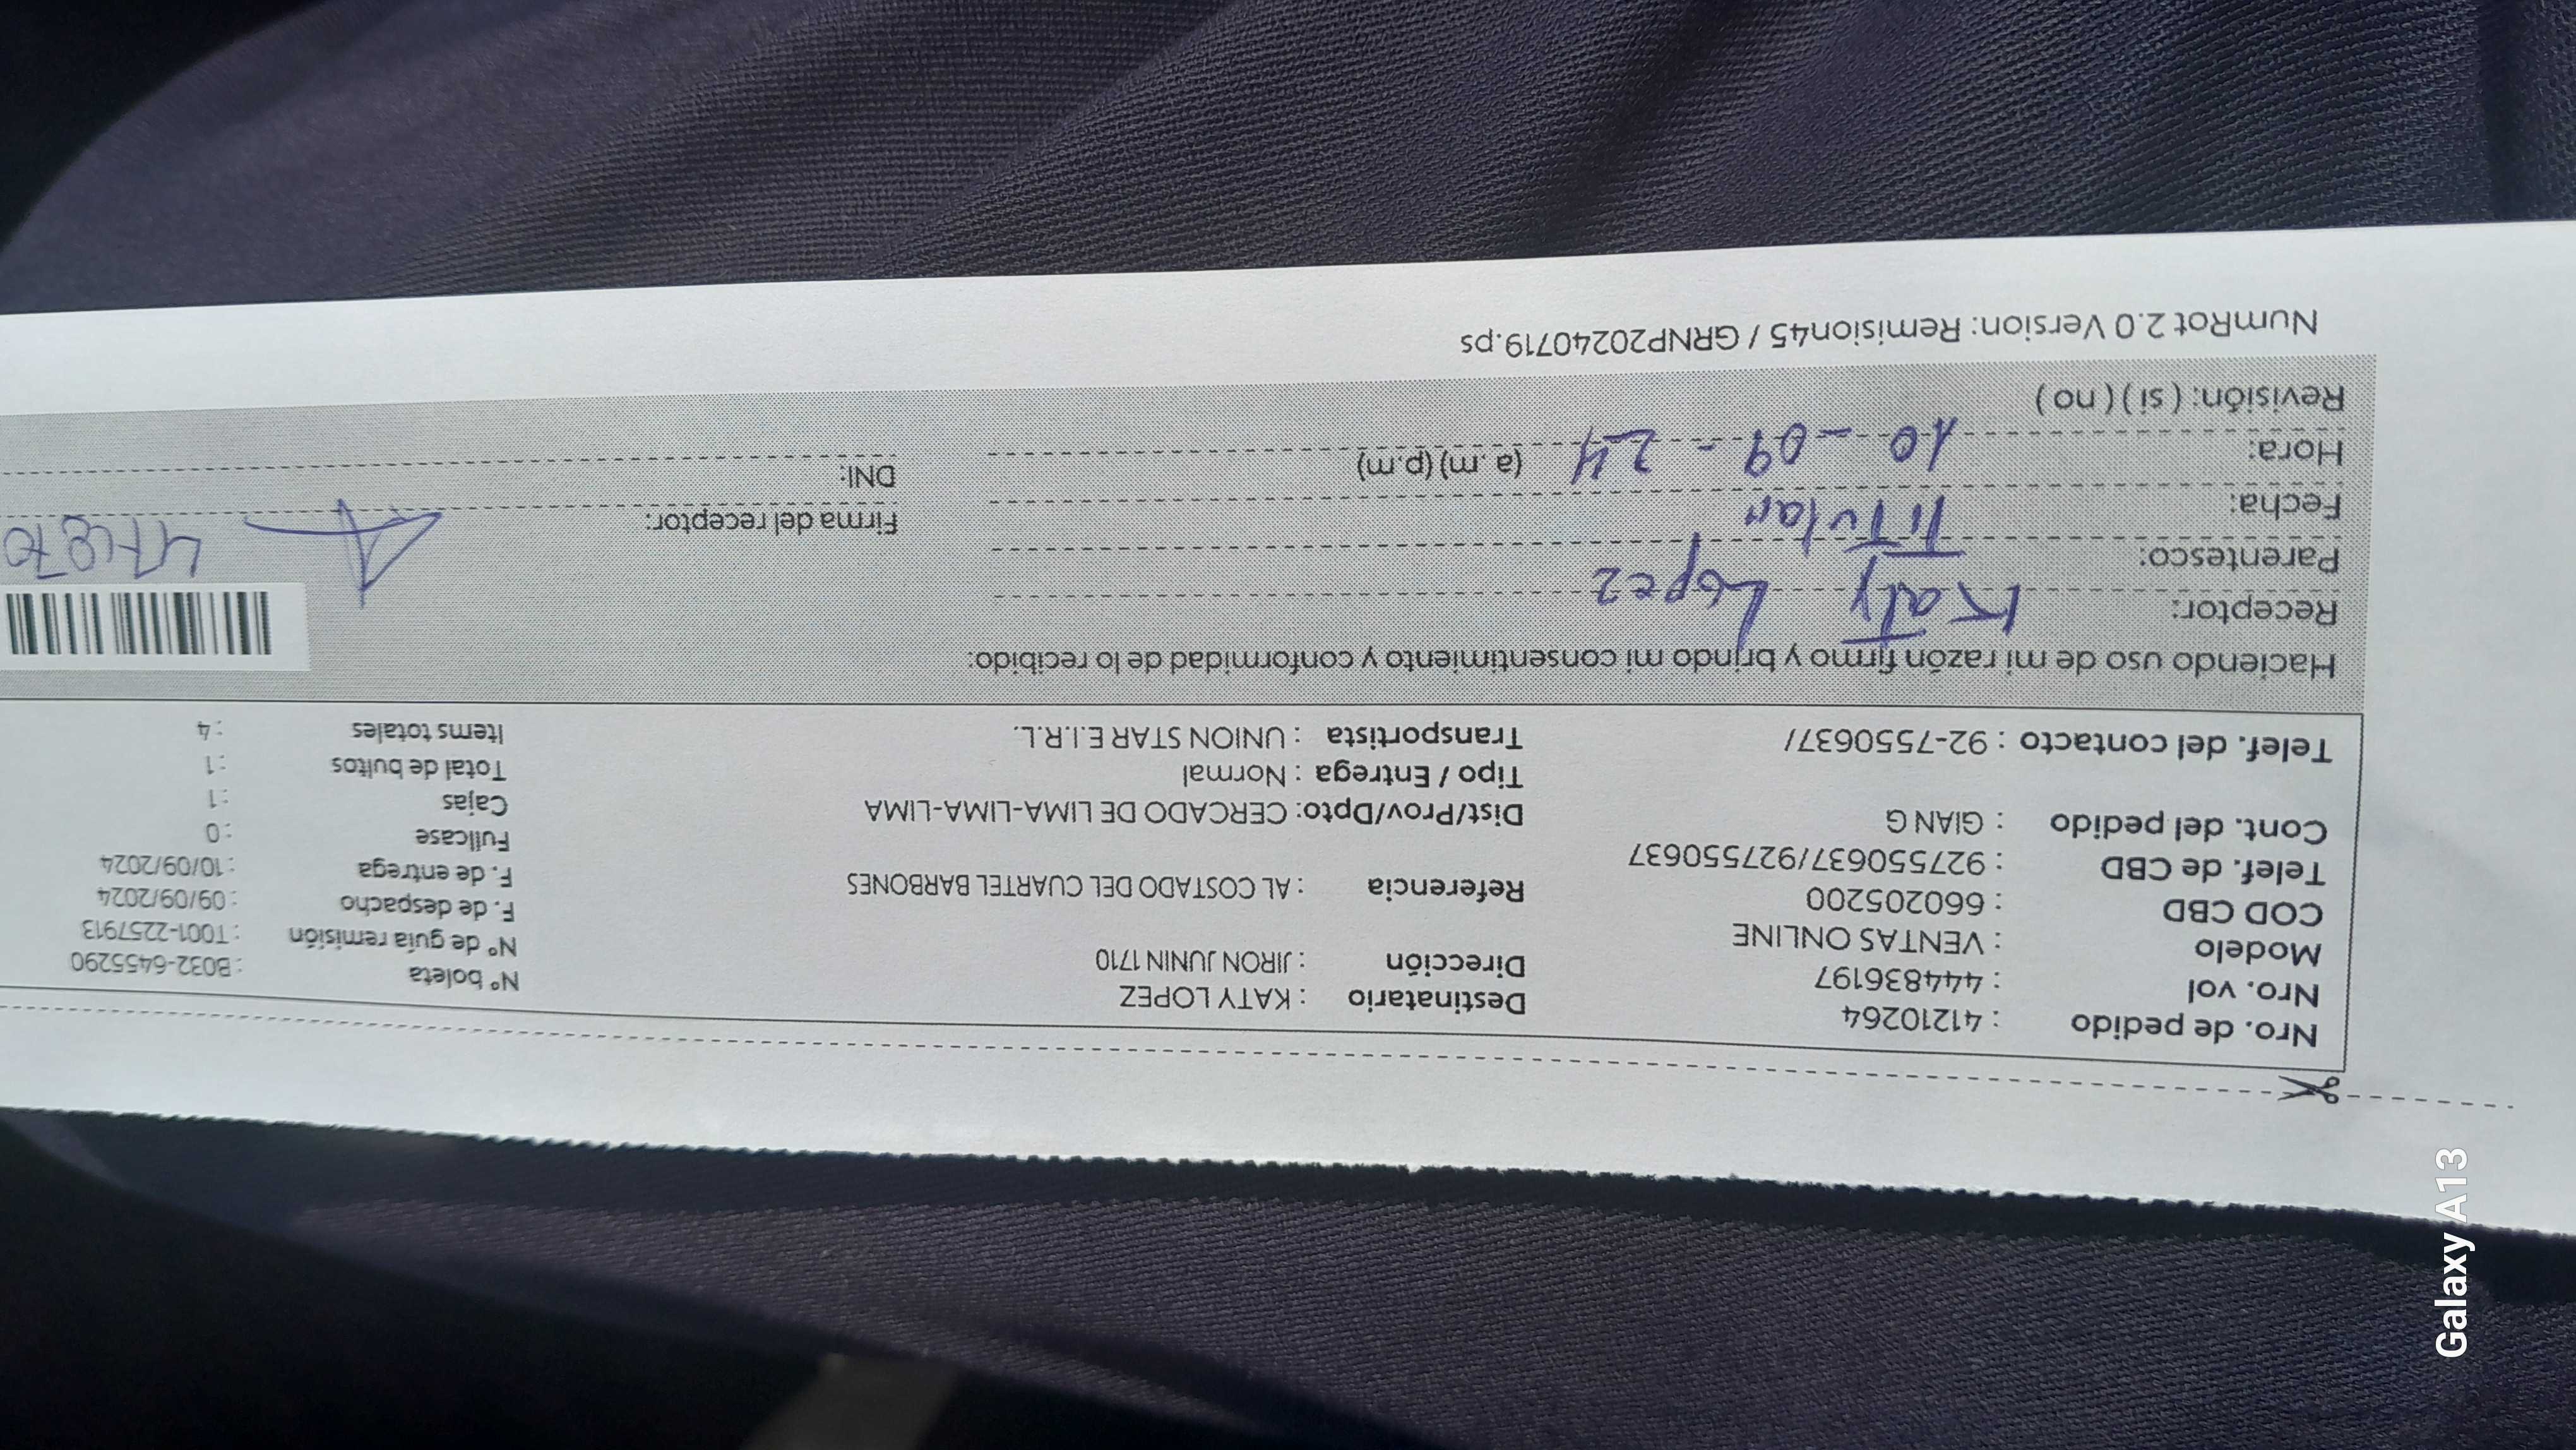 Nro. de pedido : 41210264
Nro. vol : 444836197
Modelo : VENTAS ONLINE
COD CBD : 660205200
Telef. de CBD : 927550637/927550637
Cont. del pedido : GIAN G
Telef. del contacto : 92-7550637/
Destinatario : KATY LOPEZ
Dirección : JIRON JUNIN 1710
Referencia : AL COSTADO DEL CUARTEL BARBONES
Dist/Prov/Dpto: CERCADO DE LIMA-LIMA-LIMA
Tipo / Entrega : Normal
Transportista : UNION STAR E.I.R.L.
N° boleta : B032-6455290
N° de guía remisión : T001-2257913
F. de despacho : 09/09/2024
F. de entrega : 10/09/2024
Fullcase : 0
Cajas : 1
Total de bultos : 1
Items totales : 4
Haciendo uso de mi razón firmo y brindo mi consentimiento y conformidad de lo recibido:
Receptor: Katy Lopez
Parentesco: Titular
Fecha:
Hora: 10-09-24 (a.m) (p.m)
Revisión: ( si ) ( no )
Firma del receptor:
DNI:
NumRot 2.0 Version: Remision45 / GRNP20240719.ps
Galaxy A13